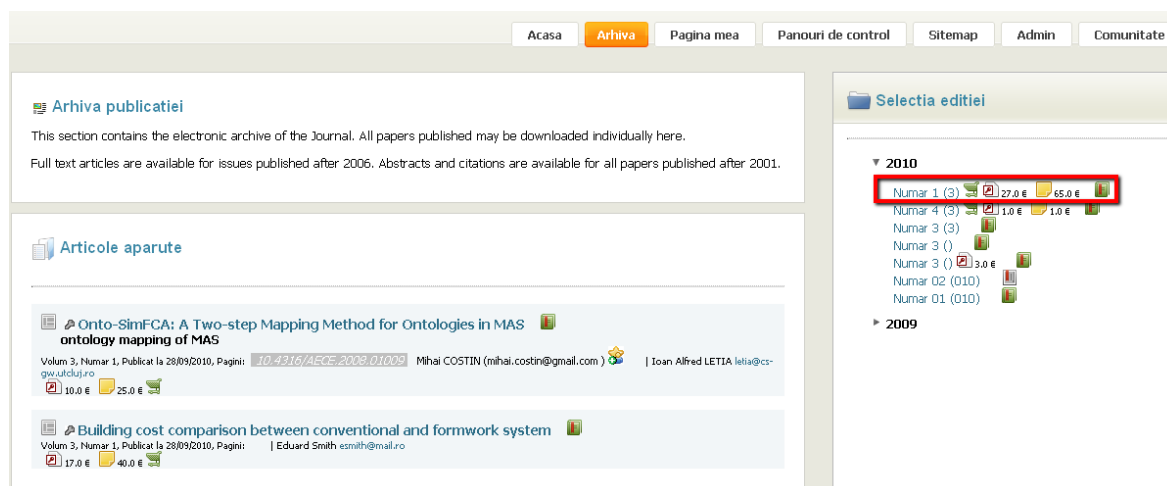 Acasa Arhiva Pagina mea Panouri de control Sitemap Admin Comunitate
Arhiva publicatiei
This section contains the electronic archive of the Journal. All papers published may be downloaded individually here.
Full text articles are available for issues published after 2006. Abstracts and citations are available for all papers published after 2001.
Articole aparute
Onto-SimFCA: A Two-step Mapping Method for Ontologies in MAS
ontology mapping of MAS
Volum 3, Numar 1, Publicat la 28/09/2010, Pagini: 10.4316/AECE.2008.01009 Mihai COSTIN (mihai.costin@gmail.com ) | Ioan Alfred LETIA letia@cs-
gw.utcluj.ro
10.0 € 25.0 €
Building cost comparison between conventional and formwork system
Volum 3, Numar 1, Publicat la 28/09/2010, Pagini: | Eduard Smith esmith@mail.ro
17.0 € 40.0 €
Selectia editiei
2010
Numar 1 (3) 27.0 € 65.0 €
Numar 4 (3) 1.0 € 1.0 €
Numar 3 (3)
Numar 3 ()
Numar 3 () 3.0 €
Numar 02 (010)
Numar 01 (010)
2009